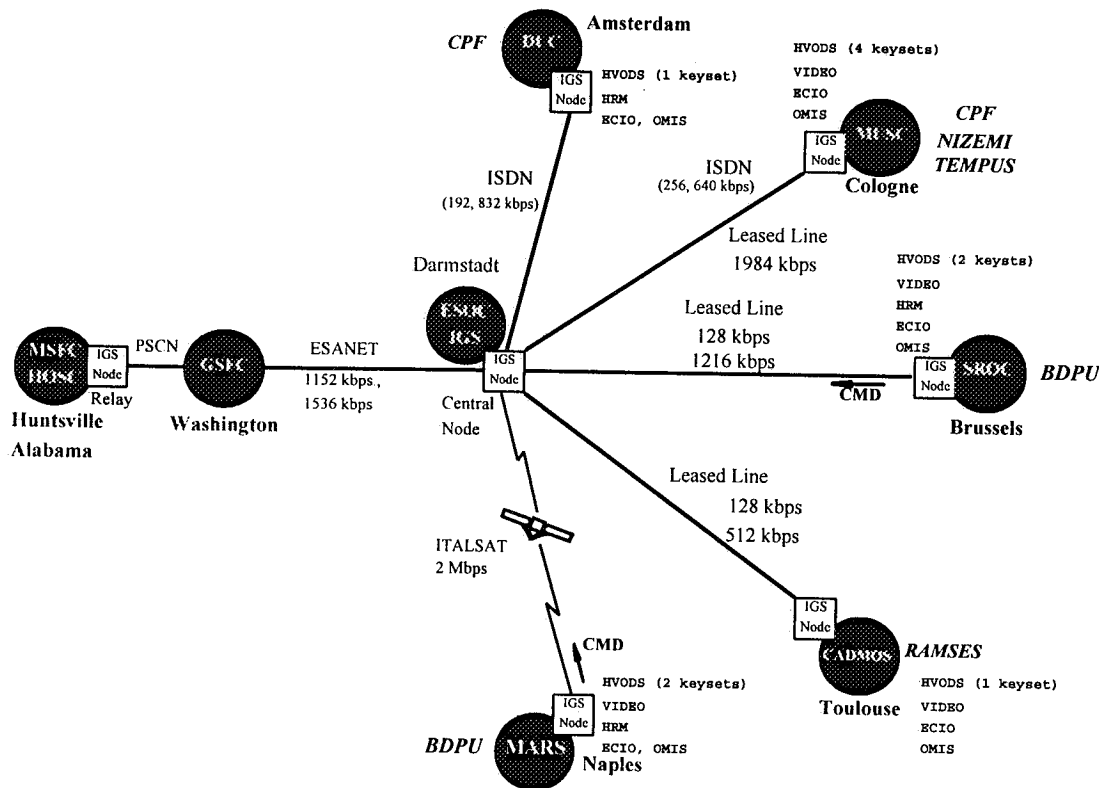 Amsterdam
CPF
DUC
IGS
Node
HVODS (1 keyset)
HRM
ECIO, OMIS
HVODS (4 keysets)
VIDEO
ECIO
OMIS
IGS
Node
MUSC
CPF
NIZEMI
TEMPUS
Cologne
ISDN
(192, 832 kbps)
ISDN
(256, 640 kbps)
Leased Line
1984 kbps
Darmstadt
ESOC
IGS
IGS
Node
Central
Node
Leased Line
128 kbps
1216 kbps
HVODS (2 keysts)
VIDEO
HRM
ECIO
OMIS
IGS
Node
SROC
BDPU
CMD
Brussels
MSFC
HOSC
IGS
Node
Relay
PSCN
GSFC
ESANET
1152 kbps.,
1536 kbps
Huntsville
Alabama
Washington
Leased Line
128 kbps
512 kbps
ITALSAT
2 Mbps
IGS
Node
CADMOS
RAMSES
Toulouse
HVODS (1 keyset)
VIDEO
ECIO
OMIS
CMD
HVODS (2 keysets)
VIDEO
HRM
ECIO, OMIS
IGS
Node
BDPU
MARS
Naples